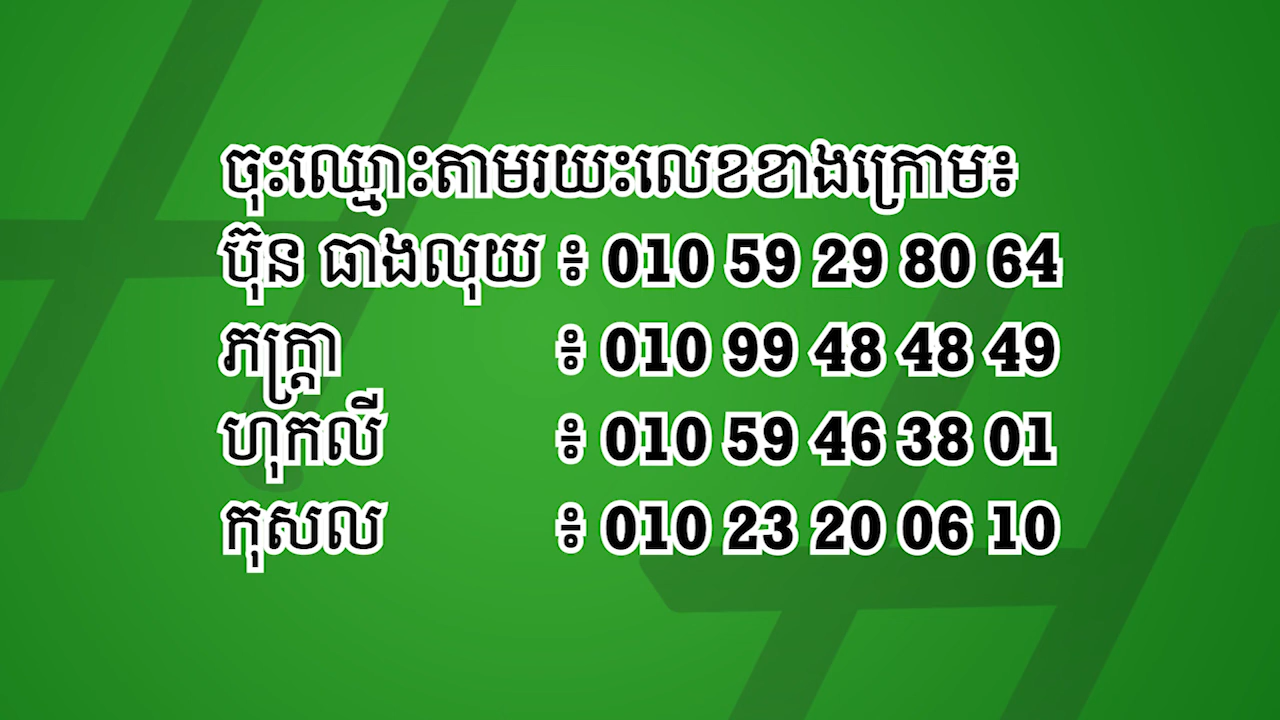 ចុះឈ្មោះតាមរយះលេខខាងក្រោម៖
ប៊ុន ធាងលុយ ៖ 010 59 29 80 64
ភក្ត្រា ៖ 010 99 48 48 49
ហុកលី ៖ 010 59 46 38 01
កុសល ៖ 010 23 20 06 10